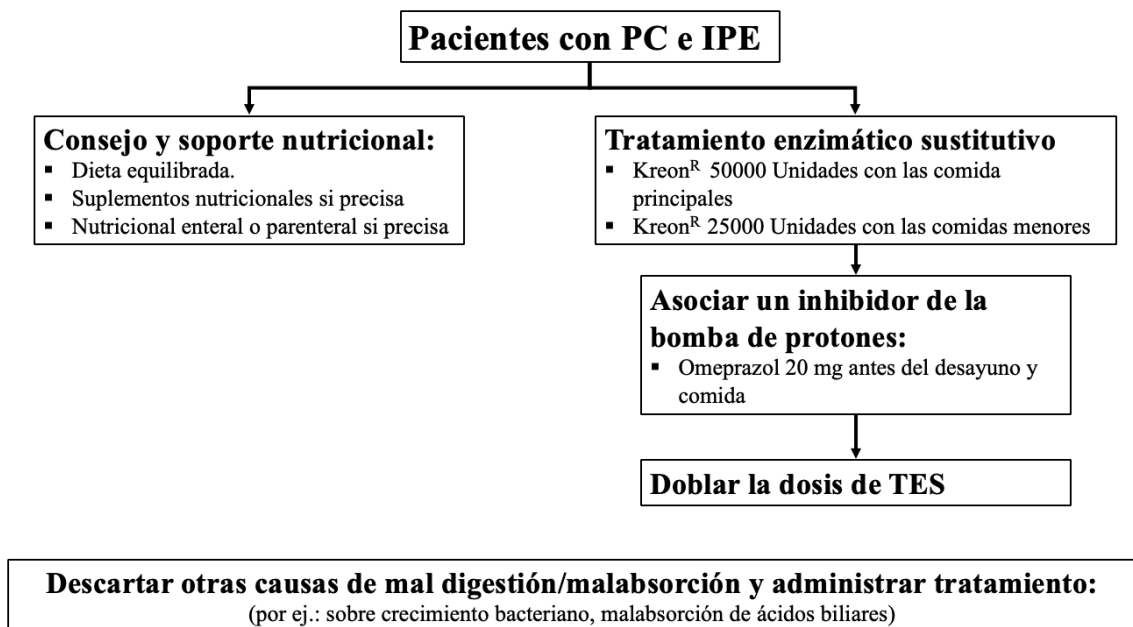 Pacientes con PC e IPE
Consejo y soporte nutricional:
▪ Dieta equilibrada.
▪ Suplementos nutricionales si precisa
▪ Nutricional enteral o parenteral si precisa
Tratamiento enzimático sustitutivo
▪ Kreonᴿ 50000 Unidades con las comida
principales
▪ Kreonᴿ 25000 Unidades con las comidas menores
Asociar un inhibidor de la
bomba de protones:
▪ Omeprazol 20 mg antes del desayuno y
comida
Doblar la dosis de TES
Descartar otras causas de mal digestión/malabsorción y administrar tratamiento:
(por ej.: sobre crecimiento bacteriano, malabsorción de ácidos biliares)